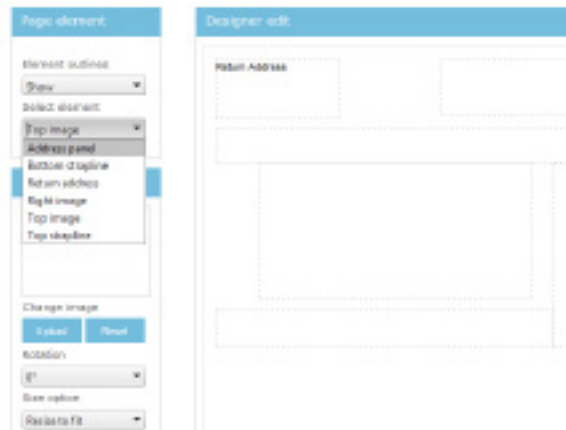 Page element
Element outlines
Show
Select element
Top image
Address panel
Bottom strapline
Return address
Right image
Top image
Top strapline
Change image
Upload
Reset
Rotation
0°
Size option
Resize to fit
Designer edit
Return Address